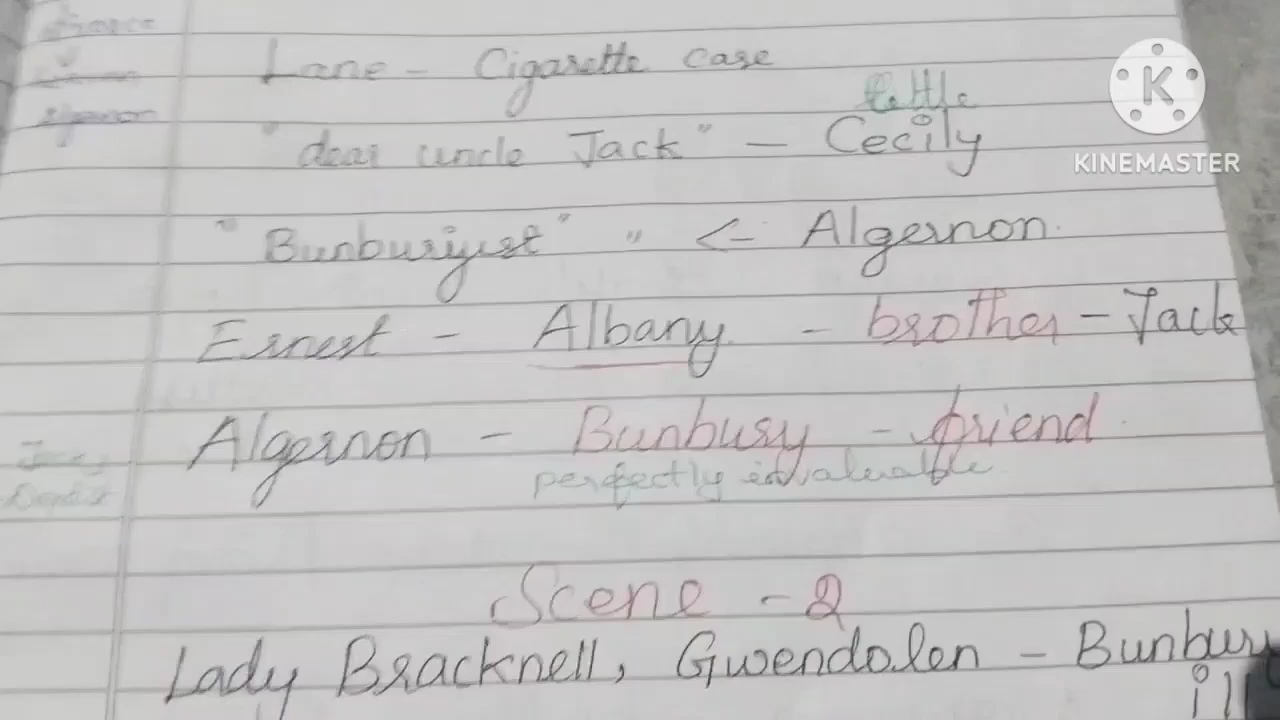 Lane - Cigarette case
little
"dear uncle Jack" - Cecily
"Bunburyist" " <- Algernon.
Ernest - Albany - brother - Jack
Algernon - Bunbury - friend.
perfectly invaluable
Scene - 2
Lady Bracknell, Gwendolen - Bunbury
ill
KINEMASTER